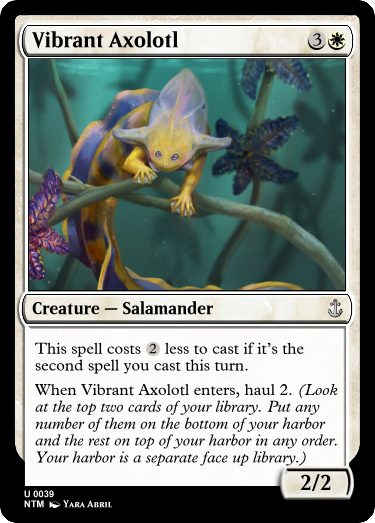 Vibrant Axolotl 3
Creature — Salamander
This spell costs 2 less to cast if it's the
second spell you cast this turn.
When Vibrant Axolotl enters, haul 2. (Look
at the top two cards of your library. Put any
number of them on the bottom of your harbor
and the rest on top of your harbor in any order.
Your harbor is a separate face up library.)
2/2
U 0039
NTM Yara Abril